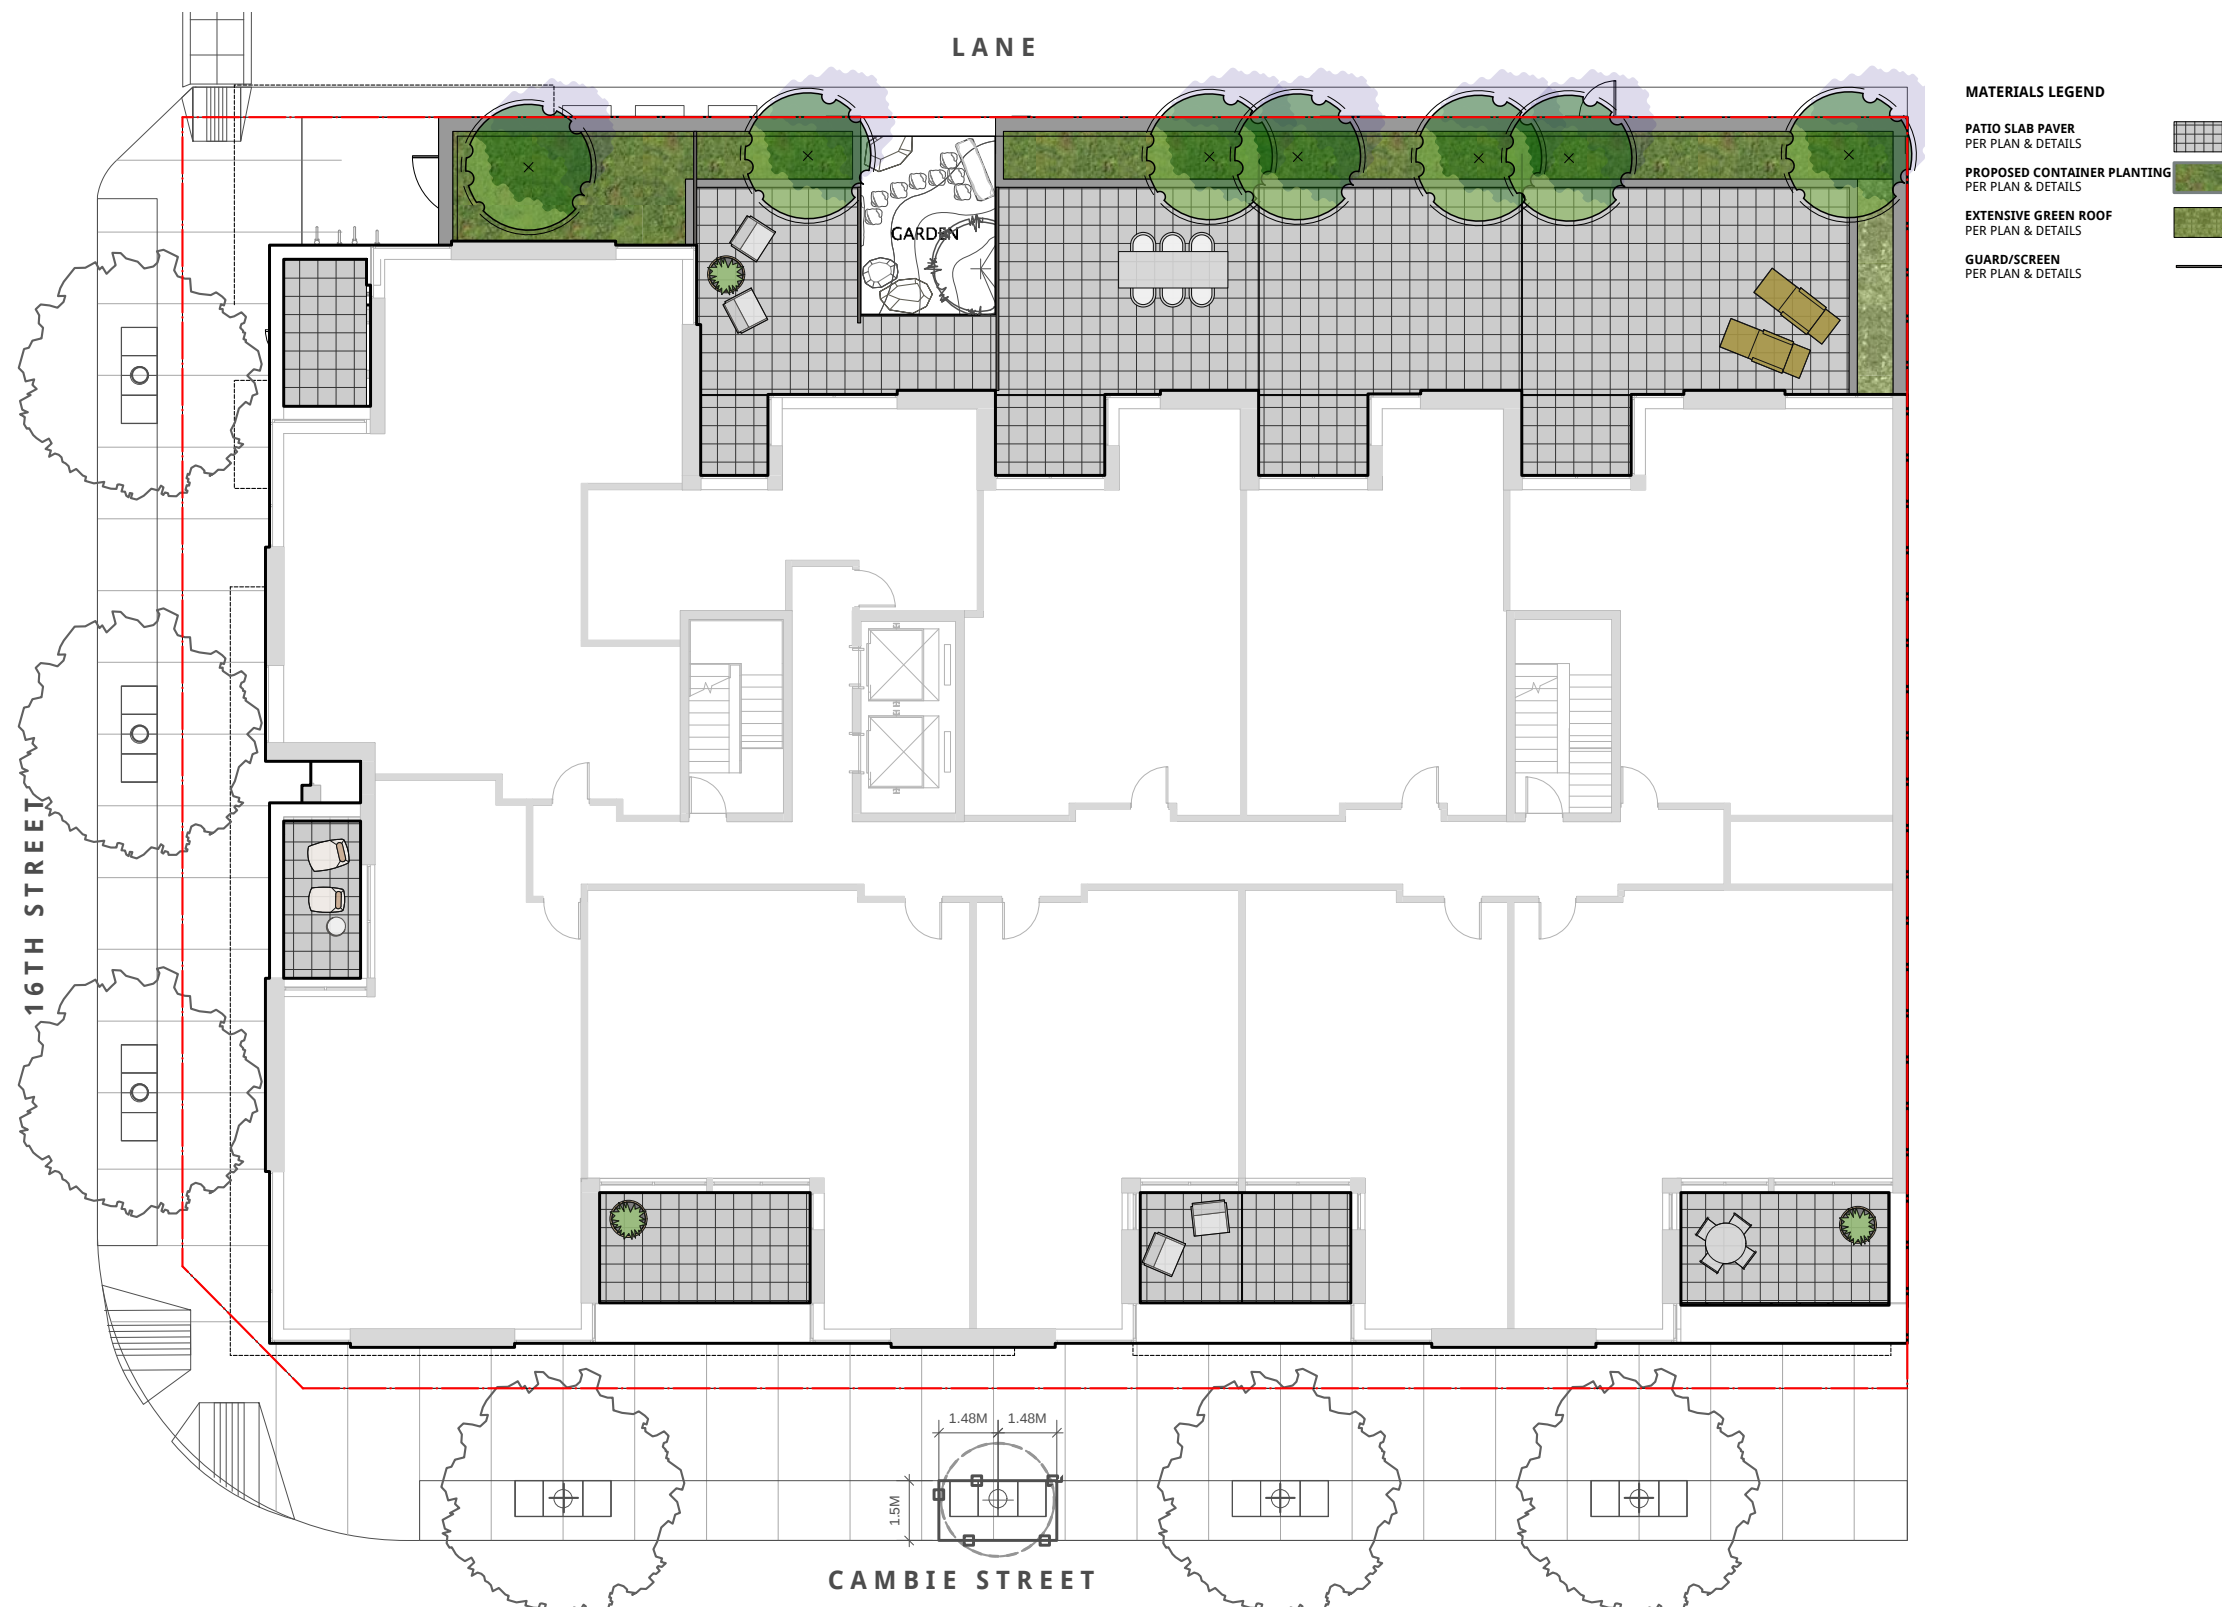 LANE
MATERIALS LEGEND
PATIO SLAB PAVER
PER PLAN & DETAILS
PROPOSED CONTAINER PLANTING
PER PLAN & DETAILS
EXTENSIVE GREEN ROOF
PER PLAN & DETAILS
GUARD/SCREEN
PER PLAN & DETAILS
GARDEN
16TH STREET
1.48M 1.48M
1.5M
CAMBIE STREET